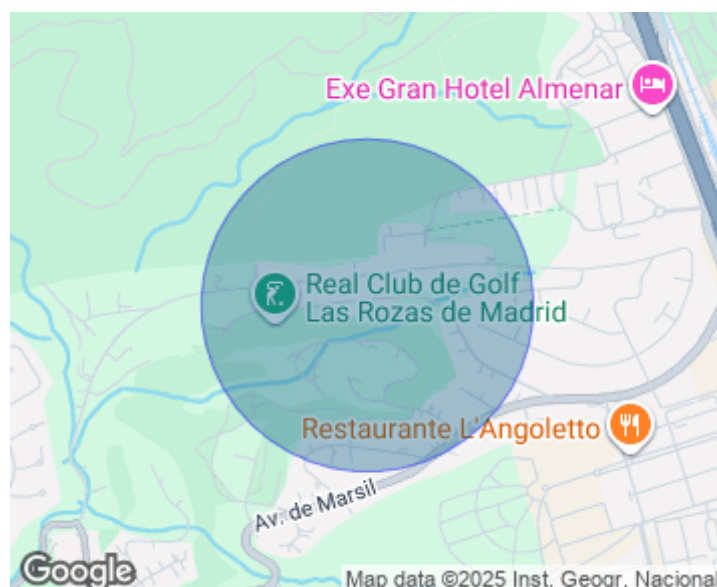 Exe Gran Hotel Almenar
Real Club de Golf
Las Rozas de Madrid
Restaurante L'Angoletto
Av. de Marsil
Google
Map data ©2025 Inst. Geogr. Nacional